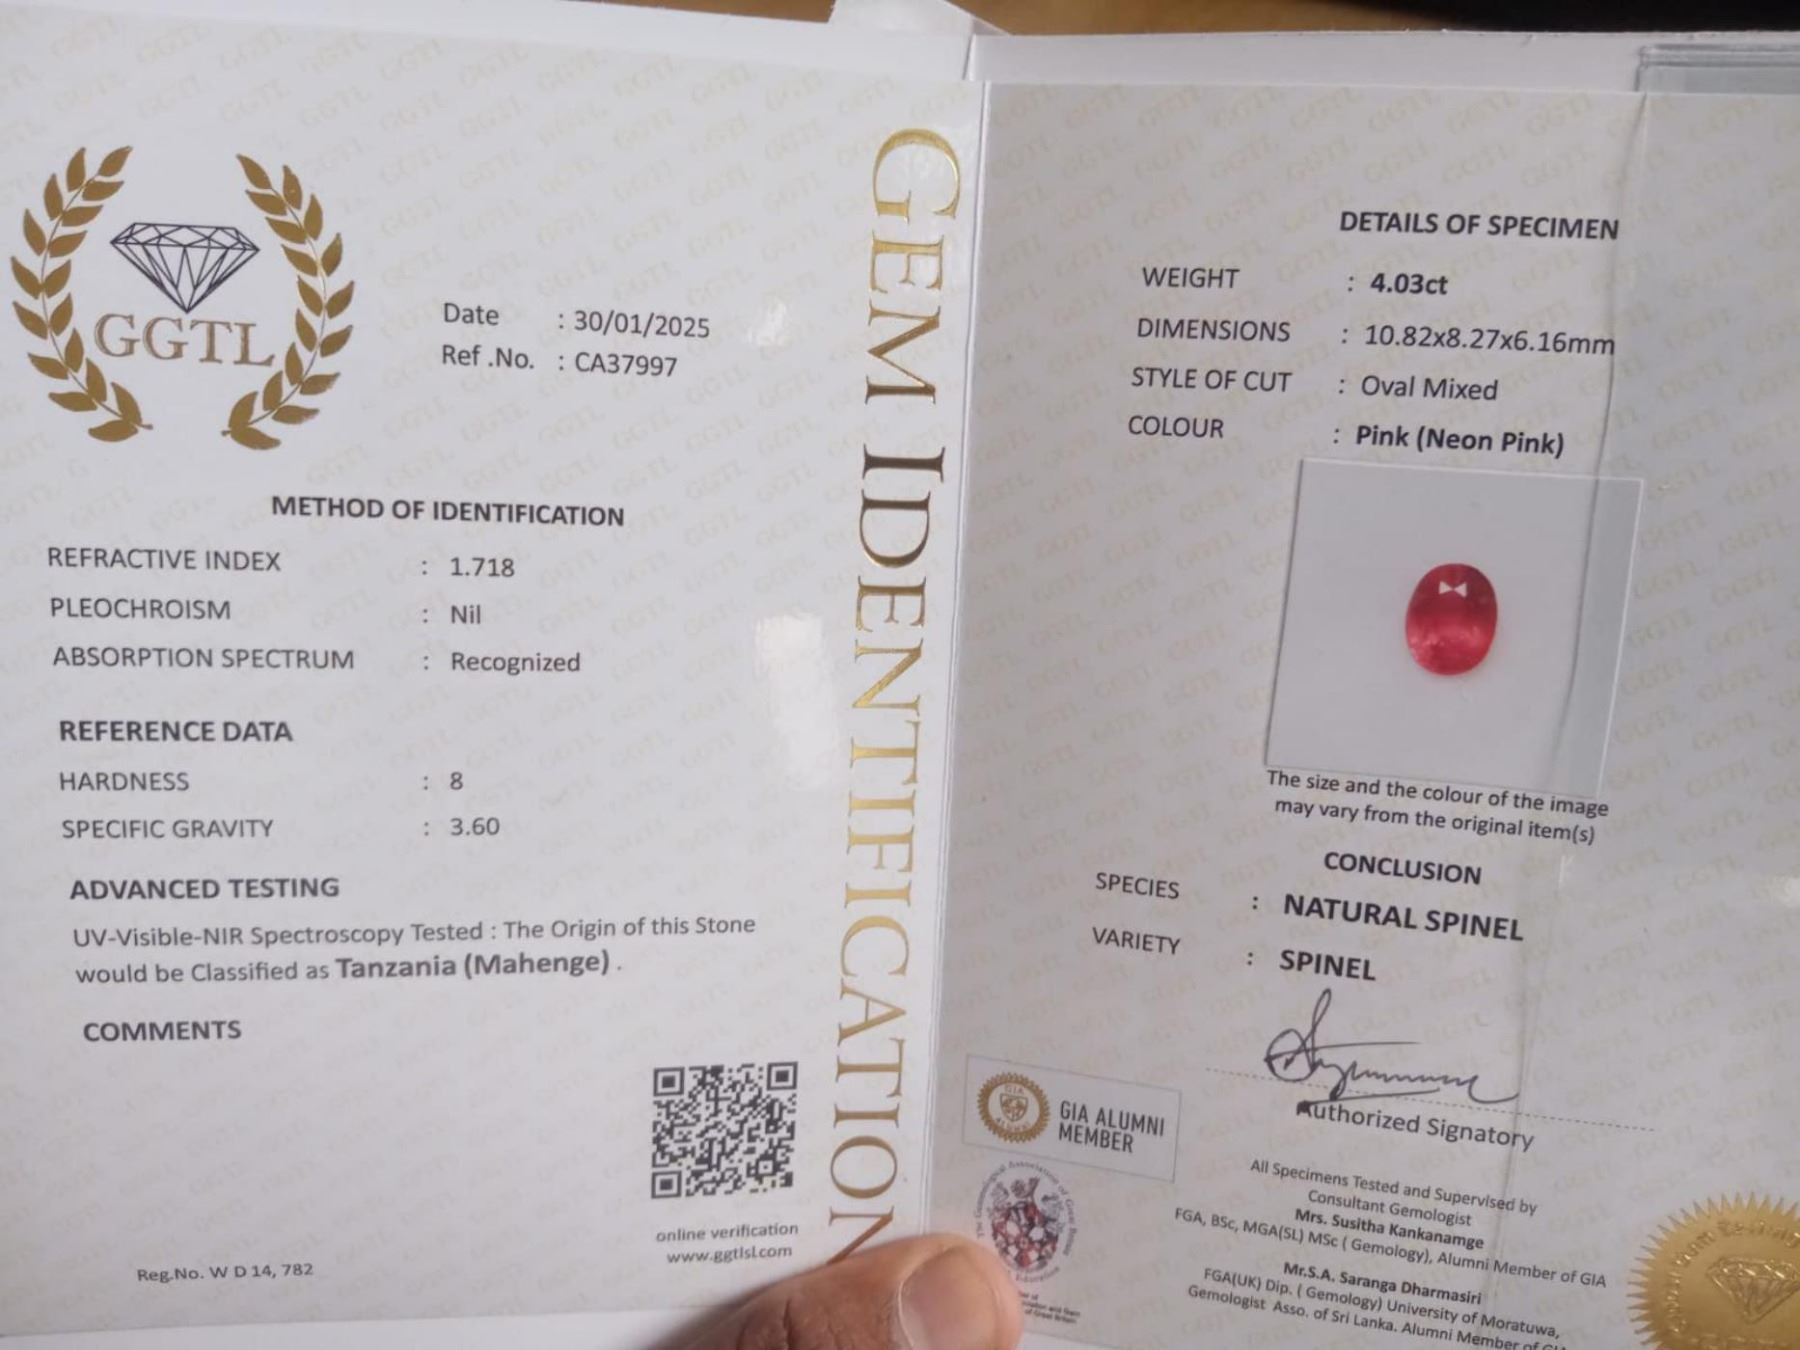 GGTL
Date : 30/01/2025
Ref .No. : CA37997
METHOD OF IDENTIFICATION
REFRACTIVE INDEX : 1.718
PLEOCHROISM : Nil
ABSORPTION SPECTRUM : Recognized
REFERENCE DATA
HARDNESS : 8
SPECIFIC GRAVITY : 3.60
ADVANCED TESTING
UV-Visible-NIR Spectroscopy Tested : The Origin of this Stone
would be Classified as Tanzania (Mahenge) .
COMMENTS
online verification
www.ggtlsl.com
Reg.No. W D 14, 782
GEM IDENTIFICATION
DETAILS OF SPECIMEN
WEIGHT : 4.03ct
DIMENSIONS : 10.82x8.27x6.16mm
STYLE OF CUT : Oval Mixed
COLOUR : Pink (Neon Pink)
The size and the colour of the image
may vary from the original item(s)
CONCLUSION
SPECIES : NATURAL SPINEL
VARIETY : SPINEL
Authorized Signatory
GIA
ALUMNI
GIA ALUMNI
MEMBER
All Specimens Tested and Supervised by
Consultant Gemologist
Mrs. Susitha Kankanamge
FGA, BSc, MGA(SL) MSc ( Gemology), Alumni Member of GIA
Mr.S.A. Saranga Dharmasiri
FGA(UK) Dip. ( Gemology) University of Moratuwa,
Gemologist Asso. of Sri Lanka. Alumni Member of